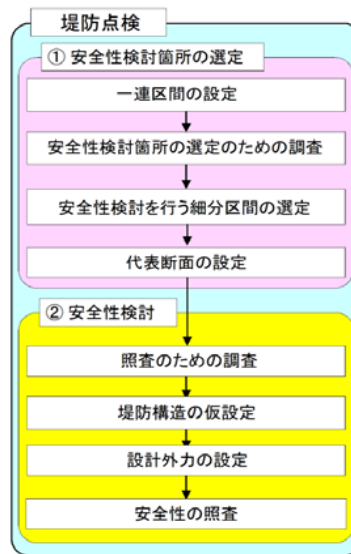 堤防点検
① 安全性検討箇所の選定
一連区間の設定
安全性検討箇所の選定のための調査
安全性検討を行う細分区間の選定
代表断面の設定
② 安全性検討
照査のための調査
堤防構造の仮設定
設計外力の設定
安全性の照査